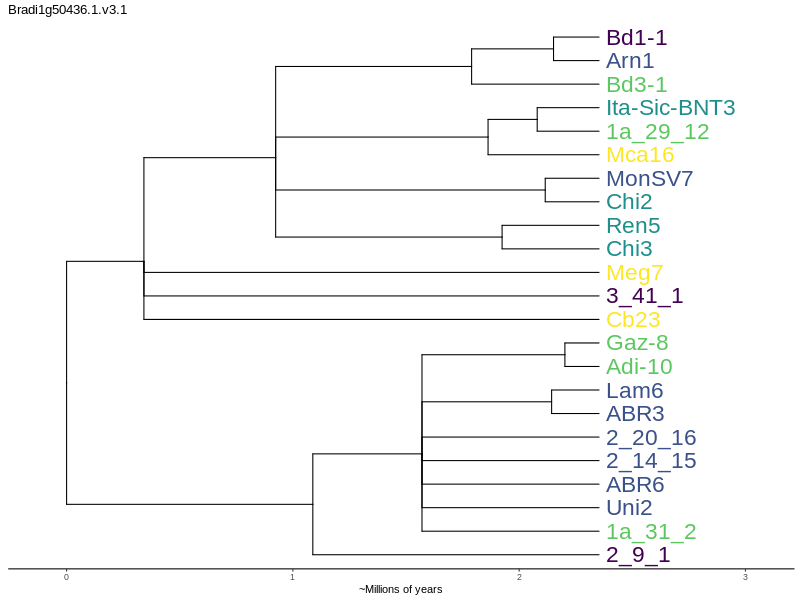 Bradi1g50436.1.v3.1
Bd1-1
Arn1
Bd3-1
Ita-Sic-BNT3
1a_29_12
Mca16
MonSV7
Chi2
Ren5
Chi3
Meg7
3_41_1
Cb23
Gaz-8
Adi-10
Lam6
ABR3
2_20_16
2_14_15
ABR6
Uni2
1a_31_2
2_9_1
0 1 2 3
~Millions of years